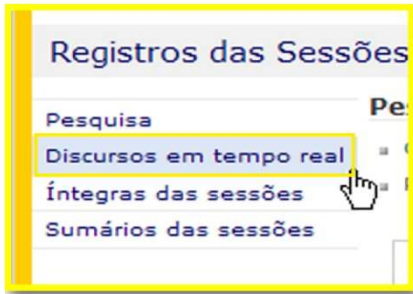 Registros das Sessões
Pesquisa
Discursos em tempo real
Íntegras das sessões
Sumários das sessões